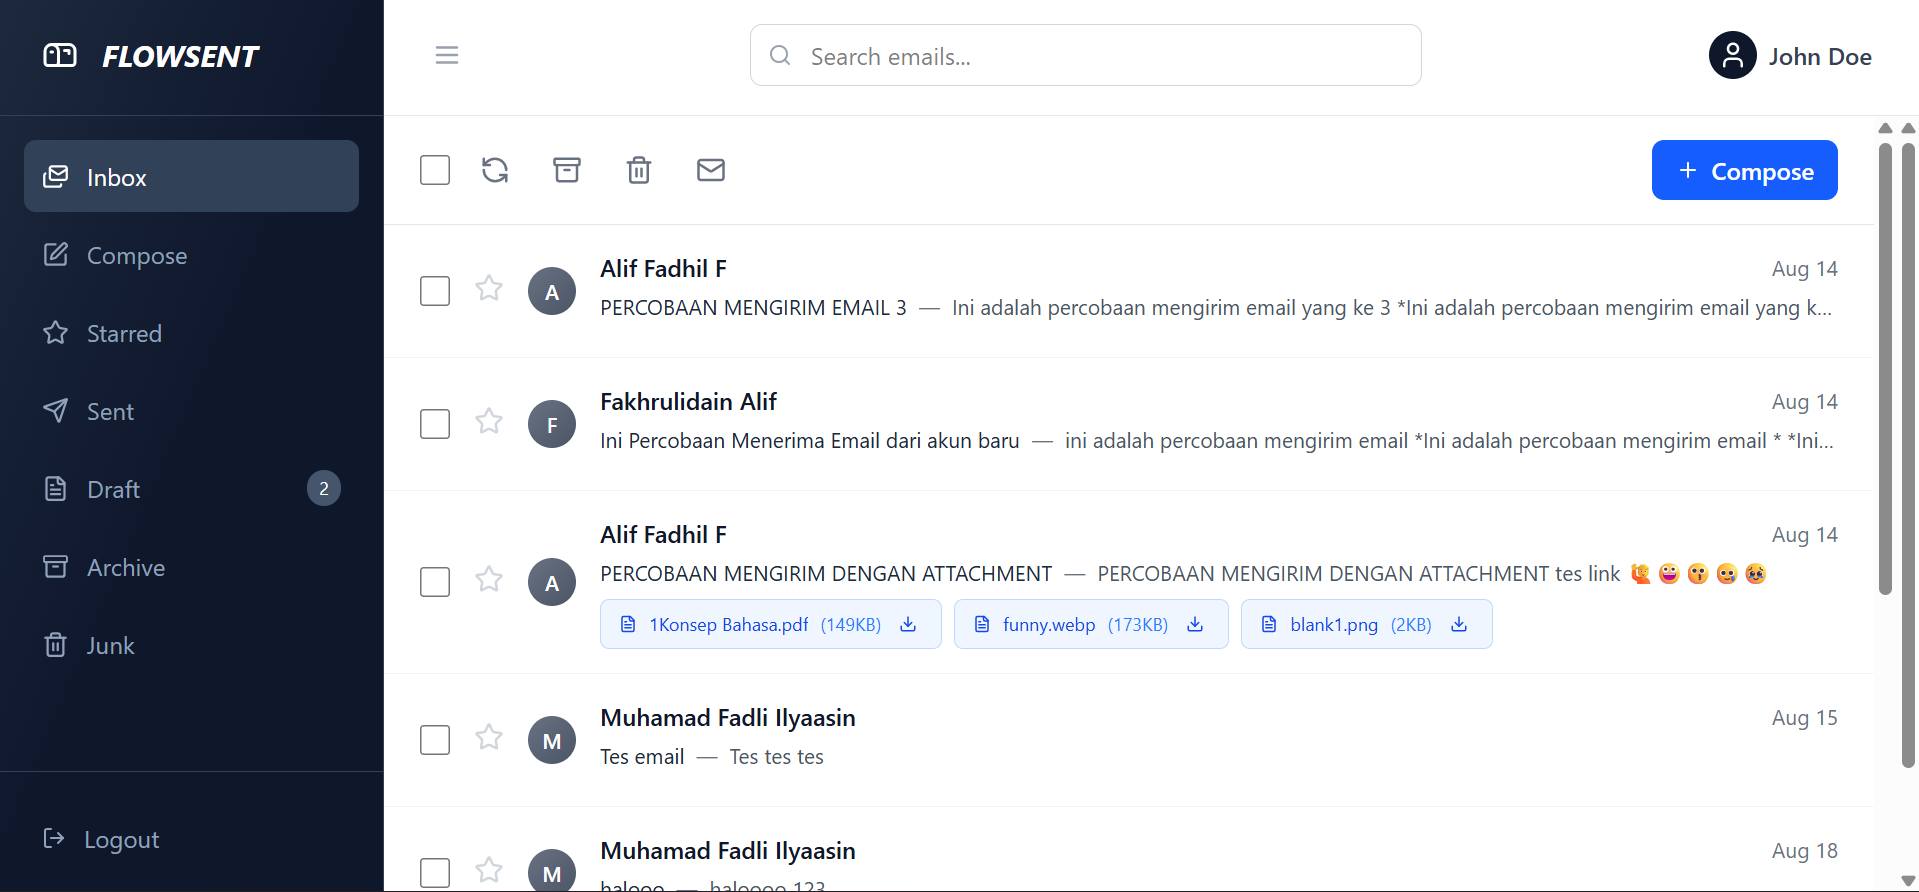 FLOWSENT
Search emails...
John Doe
Inbox
Compose
Starred
Sent
Draft 2
Archive
Junk
Logout
+ Compose
A
Alif Fadhil F
Aug 14
PERCOBAAN MENGIRIM EMAIL 3 — Ini adalah percobaan mengirim email yang ke 3 *Ini adalah percobaan mengirim email yang k...
F
Fakhrulidain Alif
Aug 14
Ini Percobaan Menerima Email dari akun baru — ini adalah percobaan mengirim email *Ini adalah percobaan mengirim email * *Ini...
A
Alif Fadhil F
Aug 14
PERCOBAAN MENGIRIM DENGAN ATTACHMENT — PERCOBAAN MENGIRIM DENGAN ATTACHMENT tes link
1Konsep Bahasa.pdf (149KB)
funny.webp (173KB)
blank1.png (2KB)
M
Muhamad Fadli Ilyaasin
Aug 15
Tes email — Tes tes tes
M
Muhamad Fadli Ilyaasin
Aug 18
halooo — haloooo 123